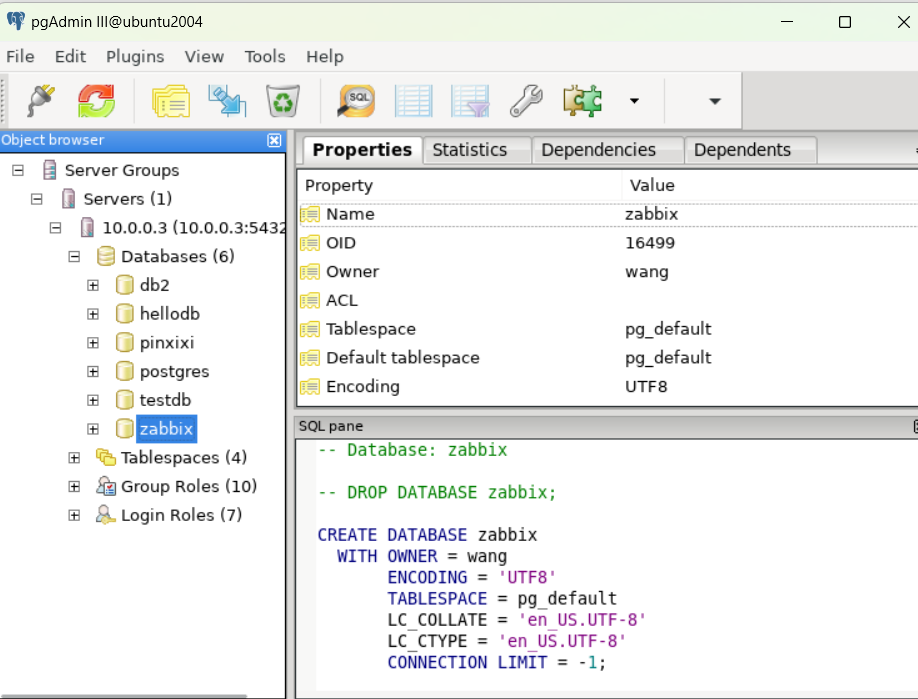 pgAdmin III@ubuntu2004
File Edit Plugins View Tools Help
SQL
Object browser
Server Groups
Servers (1)
10.0.0.3 (10.0.0.3:5432
Databases (6)
db2
hellodb
pinxixi
postgres
testdb
zabbix
Tablespaces (4)
Group Roles (10)
Login Roles (7)
Properties Statistics Dependencies Dependents
Property Value
Name zabbix
OID 16499
Owner wang
ACL
Tablespace pg_default
Default tablespace pg_default
Encoding UTF8
SQL pane
-- Database: zabbix
-- DROP DATABASE zabbix;
CREATE DATABASE zabbix
WITH OWNER = wang
ENCODING = 'UTF8'
TABLESPACE = pg_default
LC_COLLATE = 'en_US.UTF-8'
LC_CTYPE = 'en_US.UTF-8'
CONNECTION LIMIT = -1;